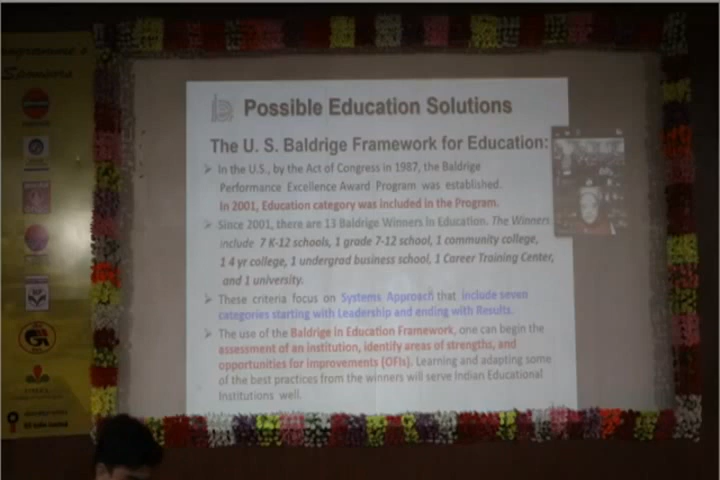 Programme's
Sponsors
Possible Education Solutions
The U. S. Baldrige Framework for Education:
➢ In the U.S., by the Act of Congress in 1987, the Baldrige
Performance Excellence Award Program was established.
In 2001, Education category was included in the Program.
➢ Since 2001, there are 13 Baldrige Winners in Education. The Winners
include 7 K-12 schools, 1 grade 7-12 school, 1 community college,
1 4 yr college, 1 undergrad business school, 1 Career Training Center,
and 1 university.
➢ These criteria focus on Systems Approach that include seven
categories starting with Leadership and ending with Results.
➢ The use of the Baldrige in Education Framework, one can begin the
assessment of an institution, identify areas of strengths, and
opportunities for improvements (OFIs). Learning and adapting some
of the best practices from the winners will serve Indian Educational
Institutions well.